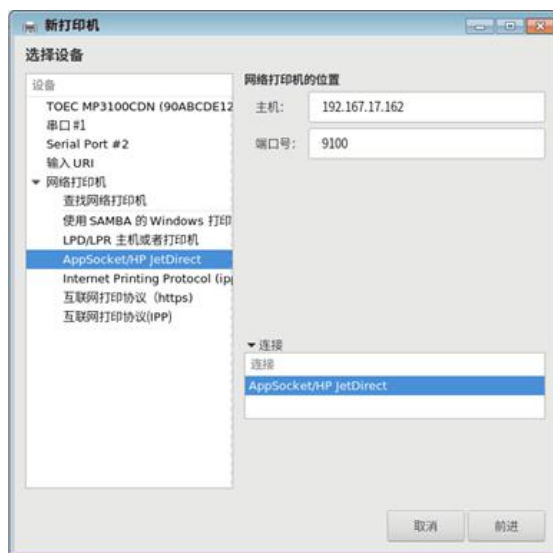 新打印机
选择设备
设备
TOEC MP3100CDN (90ABCDE12
串口 #1
Serial Port #2
输入 URI
网络打印机
查找网络打印机
使用 SAMBA 的 Windows 打印
LPD/LPR 主机或者打印机
AppSocket/HP JetDirect
Internet Printing Protocol (ipp
互联网打印协议（https)
互联网打印协议(IPP)
网络打印机的位置
主机: 192.167.17.162
端口号: 9100
连接
连接
AppSocket/HP JetDirect
取消 前进